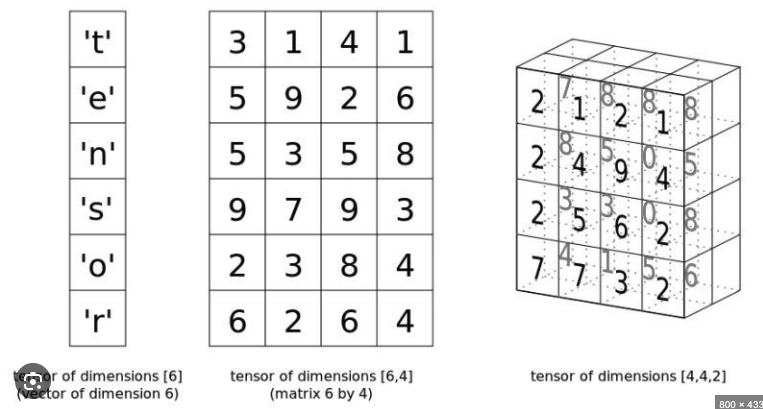 't'
'e'
'n'
's'
'o'
'r'
tensor of dimensions [6]
(vector of dimension 6)
3 1 4 1
5 9 2 6
5 3 5 8
9 7 9 3
2 3 8 4
6 2 6 4
tensor of dimensions [6,4]
(matrix 6 by 4)
2 7 1 8 2 8 1 8
2 8 4 5 9 0 4 5
2 3 5 3 6 0 2 8
7 4 7 1 3 5 2 6
tensor of dimensions [4,4,2]
800 × 433